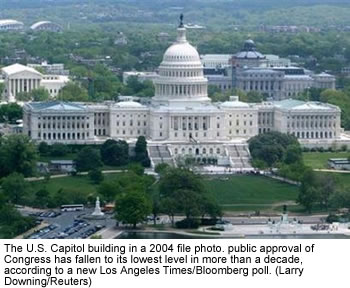 The U.S. Capitol building in a 2004 file photo. public approval of
Congress has fallen to its lowest level in more than a decade,
according to a new Los Angeles Times/Bloomberg poll. (Larry
Downing/Reuters)